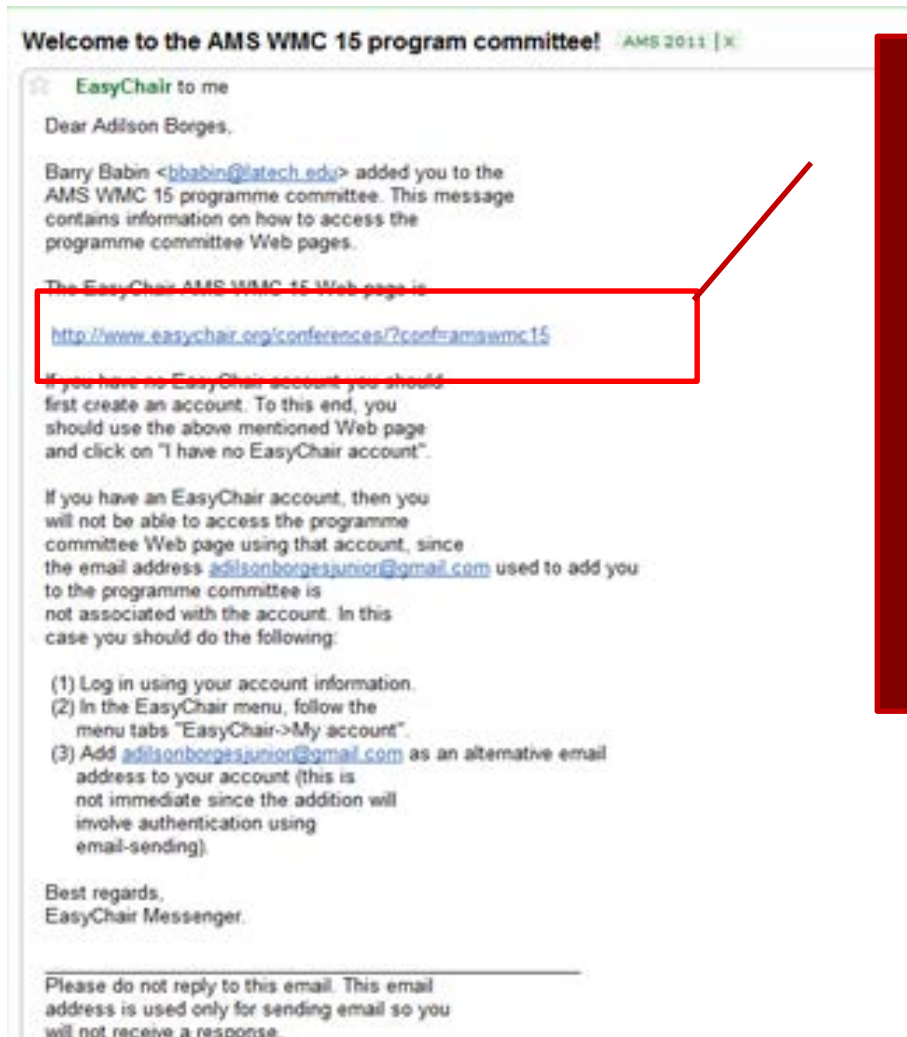 Welcome to the AMS WMC 15 program committee! AMS 2011 | X
EasyChair to me
Dear Adilson Borges,
Barry Babin <bbabin@latech.edu> added you to the
AMS WMC 15 programme committee. This message
contains information on how to access the
programme committee Web pages.
The EasyChair AMS WMC 15 Web page is
http://www.easychair.org/conferences/?conf=amswmc15
If you have no EasyChair account you should
first create an account. To this end, you
should use the above mentioned Web page
and click on "I have no EasyChair account".
If you have an EasyChair account, then you
will not be able to access the programme
committee Web page using that account, since
the email address adilsonborgesjunior@gmail.com used to add you
to the programme committee is
not associated with the account. In this
case you should do the following:
(1) Log in using your account information.
(2) In the EasyChair menu, follow the
menu tabs "EasyChair->My account".
(3) Add adilsonborgesjunior@gmail.com as an alternative email
address to your account (this is
not immediate since the addition will
involve authentication using
email-sending).
Best regards,
EasyChair Messenger.
Please do not reply to this email. This email
address is used only for sending email so you
will not receive a response.